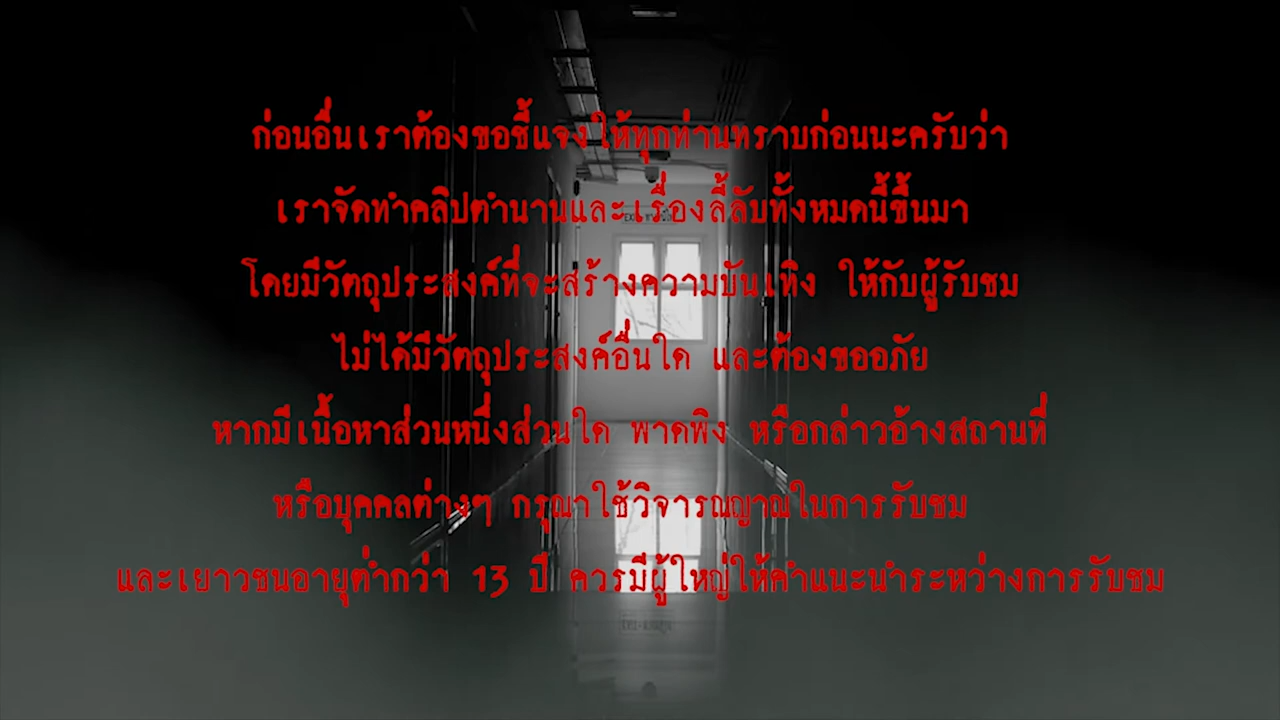 ก่อนอื่นเราต้องขอชี้แจงให้ทุกท่านทราบก่อนนะครับว่า
เราจัดทำคลิปตำนานและเรื่องลี้ลับทั้งหมดนี้ขึ้นมา
โดยมีวัตถุประสงค์ที่จะสร้างความบันเทิง ให้กับผู้รับชม
ไม่ได้มีวัตถุประสงค์อื่นใด และต้องขออภัย
หากมีเนื้อหาส่วนหนึ่งส่วนใด พาดพิง หรือกล่าวอ้างสถานที่
หรือบุคคลต่างๆ กรุณาใช้วิจารณญาณในการรับชม
และเยาวชนอายุต่ำกว่า 13 ปี ควรมีผู้ใหญ่ให้คำแนะนำระหว่างการรับชม